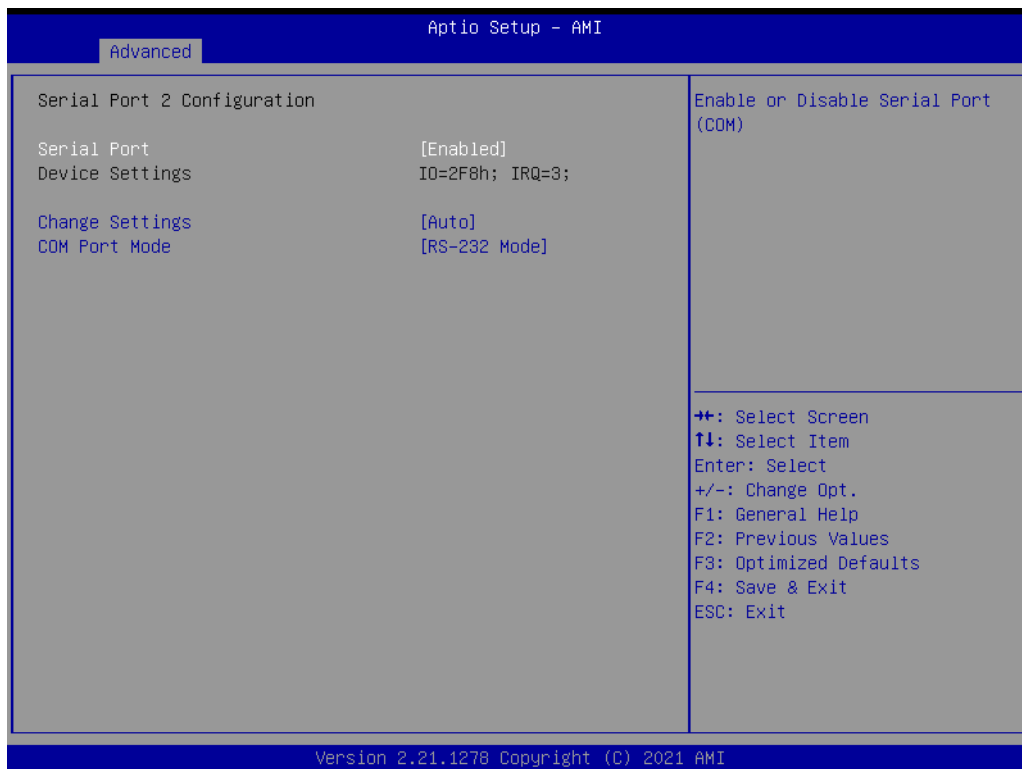 Aptio Setup – AMI
Advanced
Serial Port 2 Configuration
Serial Port [Enabled]
Device Settings IO=2F8h; IRQ=3;
Change Settings [Auto]
COM Port Mode [RS-232 Mode]
Enable or Disable Serial Port
(COM)
→←: Select Screen
↑↓: Select Item
Enter: Select
+/-: Change Opt.
F1: General Help
F2: Previous Values
F3: Optimized Defaults
F4: Save & Exit
ESC: Exit
Version 2.21.1278 Copyright (C) 2021 AMI